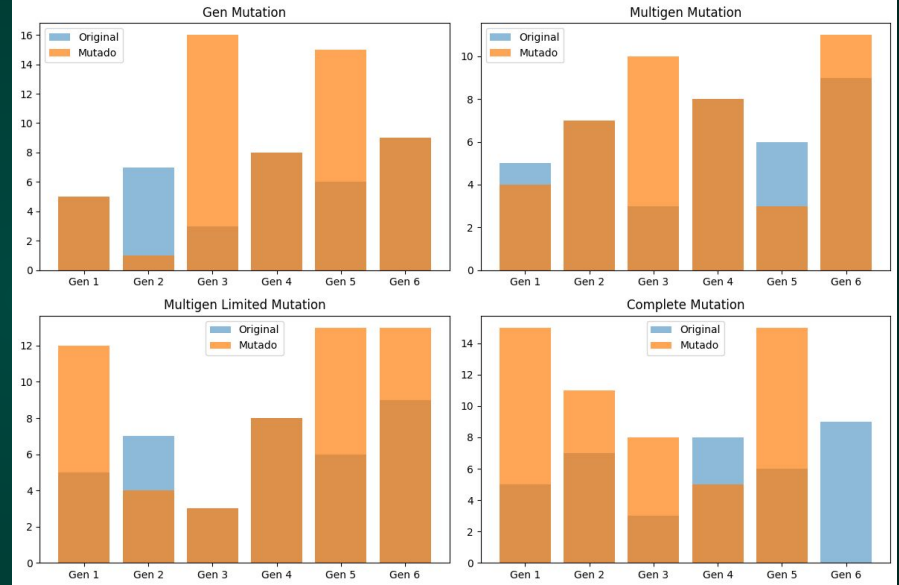 Gen Mutation
Original
Mutado
16
14
12
10
8
6
4
2
0
Gen 1 Gen 2 Gen 3 Gen 4 Gen 5 Gen 6
Multigen Mutation
Original
Mutado
10
8
6
4
2
0
Gen 1 Gen 2 Gen 3 Gen 4 Gen 5 Gen 6
Multigen Limited Mutation
Original
Mutado
12
10
8
6
4
2
0
Gen 1 Gen 2 Gen 3 Gen 4 Gen 5 Gen 6
Complete Mutation
Original
Mutado
14
12
10
8
6
4
2
0
Gen 1 Gen 2 Gen 3 Gen 4 Gen 5 Gen 6